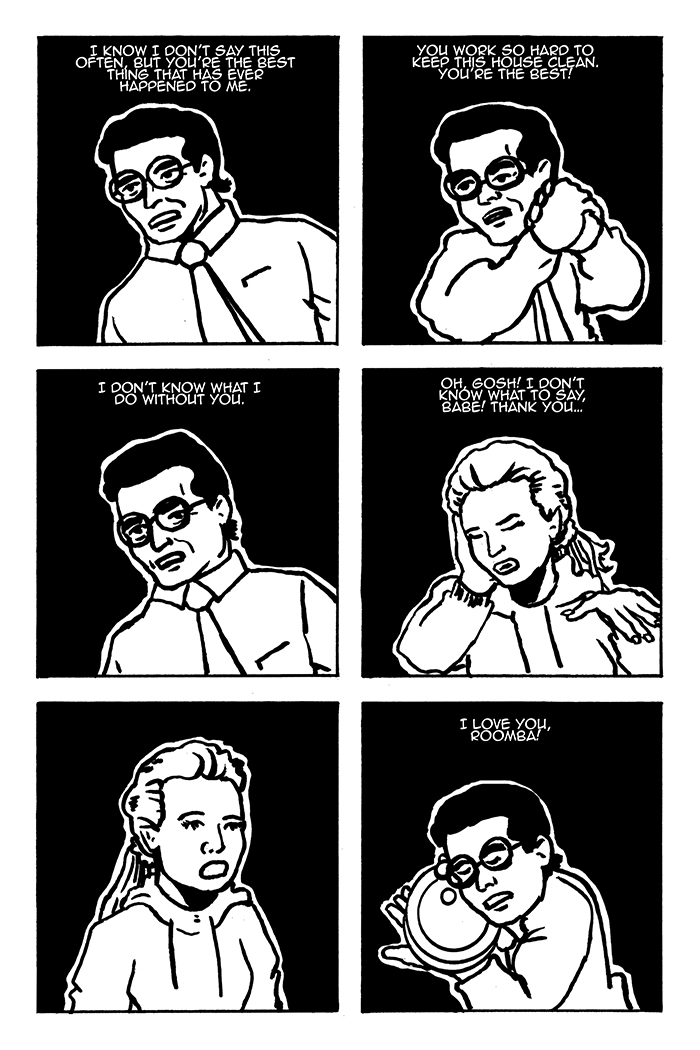 I KNOW I DON'T SAY THIS
OFTEN, BUT YOU'RE THE BEST
THING THAT HAS EVER
HAPPENED TO ME.
YOU WORK SO HARD TO
KEEP THIS HOUSE CLEAN.
YOU'RE THE BEST!
I DON'T KNOW WHAT I
DO WITHOUT YOU.
OH, GOSH! I DON'T
KNOW WHAT TO SAY,
BABE! THANK YOU...
I LOVE YOU,
ROOMBA!